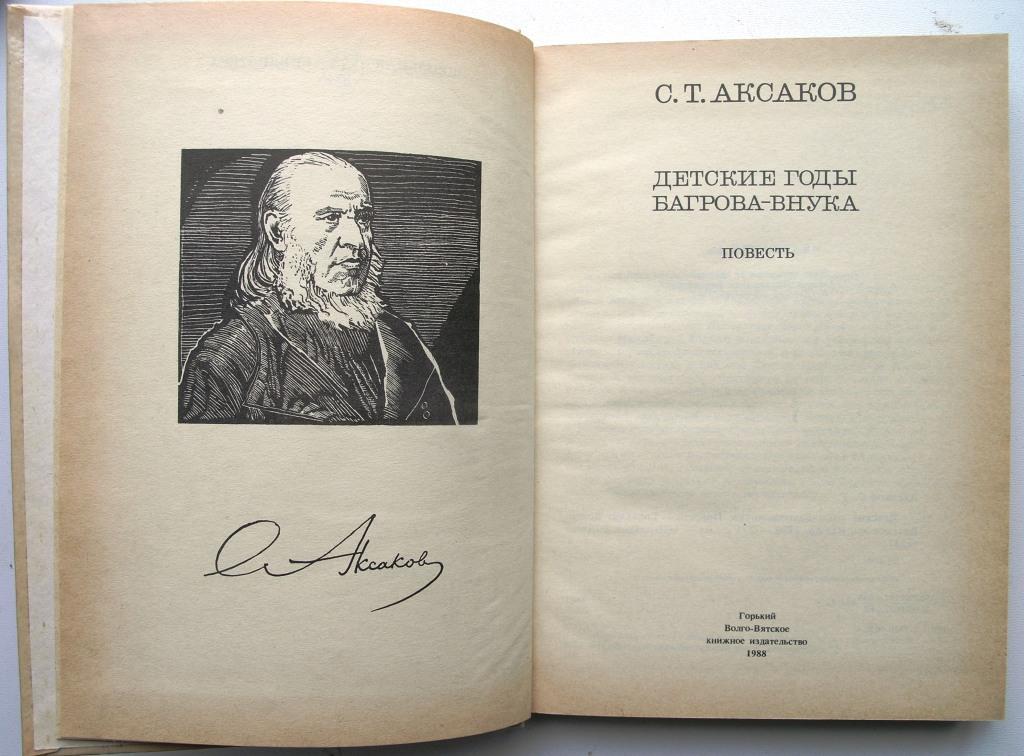 С. Аксаков
С. Т. АКСАКОВ
ДЕТСКИЕ ГОДЫ
БАГРОВА-ВНУКА
ПОВЕСТЬ
Горький
Волго-Вятское
книжное издательство
1988